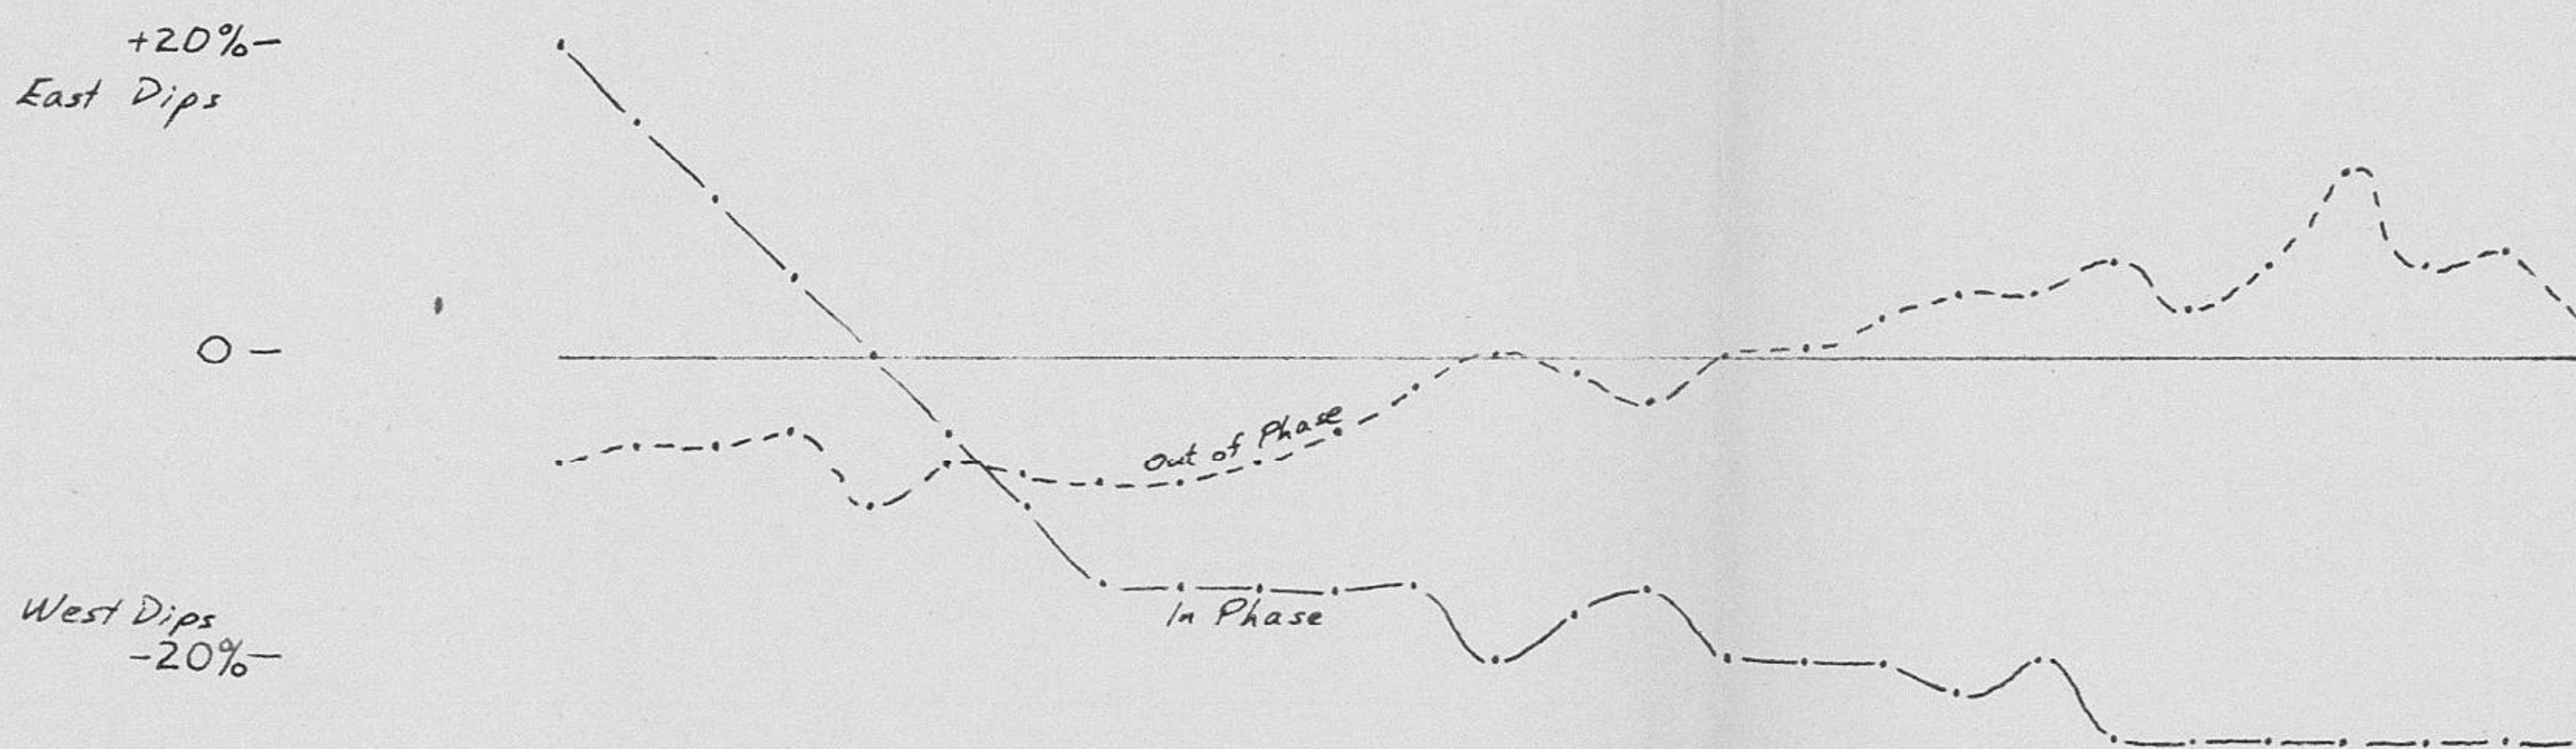 +20%-
East Dips
0 -
Out of Phase
In Phase
West Dips
-20%-